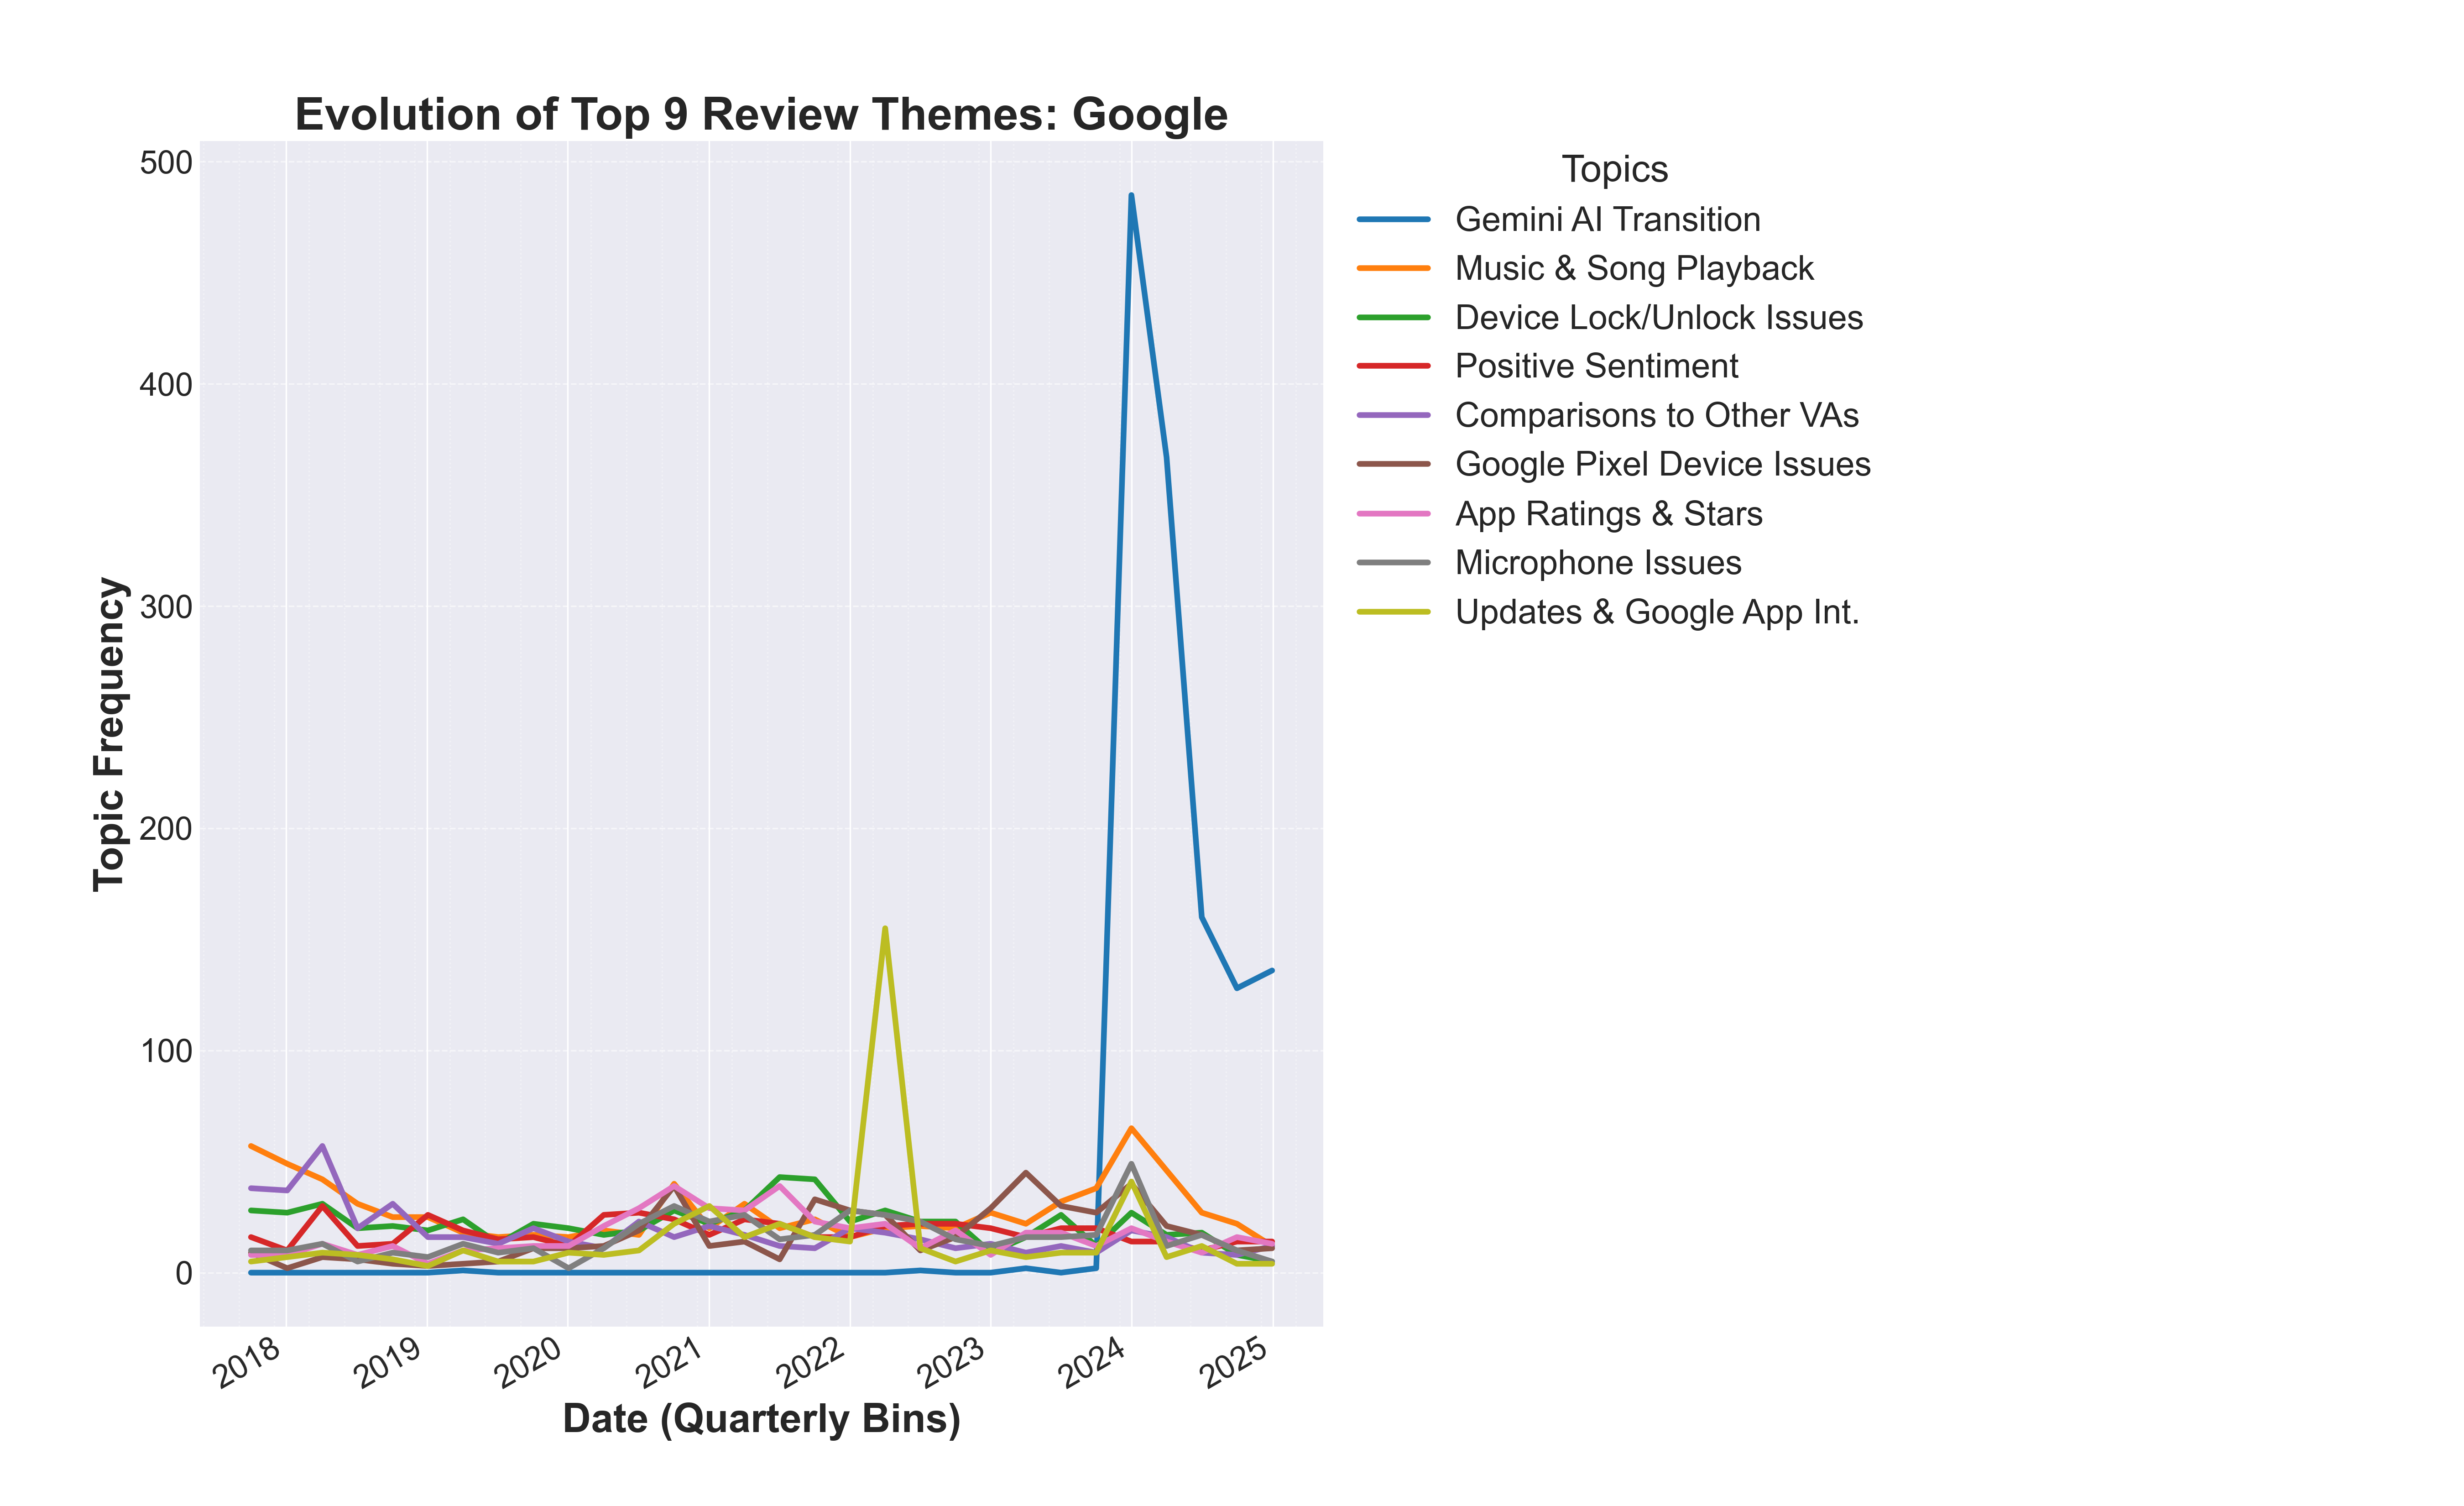 Evolution of Top 9 Review Themes: Google
Topic Frequency
500
400
300
200
100
0
2018
2019
2020
2021
2022
2023
2024
2025
Date (Quarterly Bins)
Topics
Gemini AI Transition
Music & Song Playback
Device Lock/Unlock Issues
Positive Sentiment
Comparisons to Other VAs
Google Pixel Device Issues
App Ratings & Stars
Microphone Issues
Updates & Google App Int.